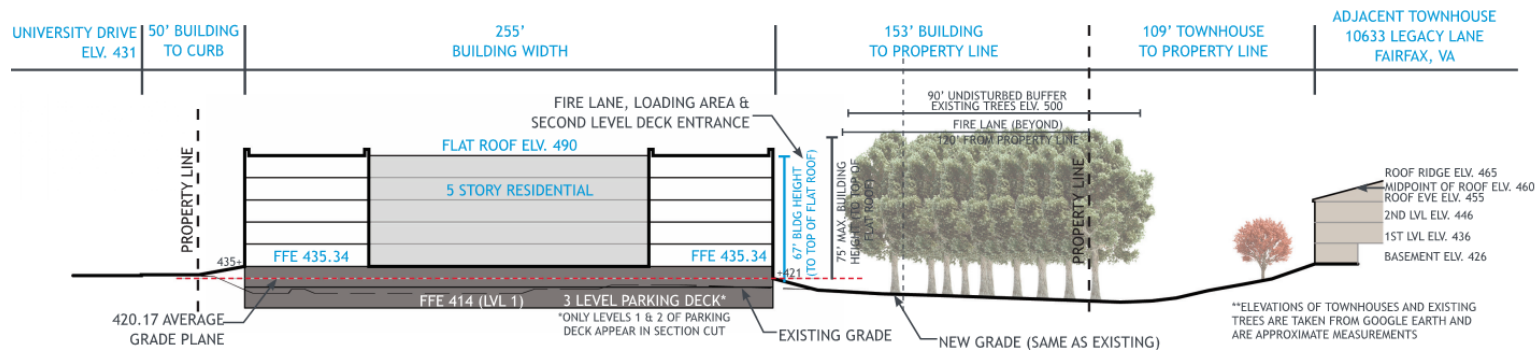 UNIVERSITY DRIVE
ELV. 431
50' BUILDING
TO CURB
255'
BUILDING WIDTH
153' BUILDING
TO PROPERTY LINE
109' TOWNHOUSE
TO PROPERTY LINE
ADJACENT TOWNHOUSE
10633 LEGACY LANE
FAIRFAX, VA
FIRE LANE, LOADING AREA &
SECOND LEVEL DECK ENTRANCE
90' UNDISTURBED BUFFER
EXISTING TREES ELV. 500
FIRE LANE (BEYOND)
120' FROM PROPERTY LINE
PROPERTY LINE
FLAT ROOF ELV. 490
5 STORY RESIDENTIAL
FFE 435.34
FFE 435.34
435+
67' BLDG HEIGHT
(TO TOP OF FLAT ROOF)
75' MAX. BUILDING
HEIGHT (TO TOP OF
FLAT ROOF)
PROPERTY LINE
ROOF RIDGE ELV. 465
MIDPOINT OF ROOF ELV. 460
ROOF EVE ELV. 455
2ND LVL ELV. 446
1ST LVL ELV. 436
BASEMENT ELV. 426
+421
FFE 414 (LVL 1)
3 LEVEL PARKING DECK*
*ONLY LEVELS 1 & 2 OF PARKING
DECK APPEAR IN SECTION CUT
420.17 AVERAGE
GRADE PLANE
EXISTING GRADE
NEW GRADE (SAME AS EXISTING)
**ELEVATIONS OF TOWNHOUSES AND EXISTING
TREES ARE TAKEN FROM GOOGLE EARTH AND
ARE APPROXIMATE MEASUREMENTS